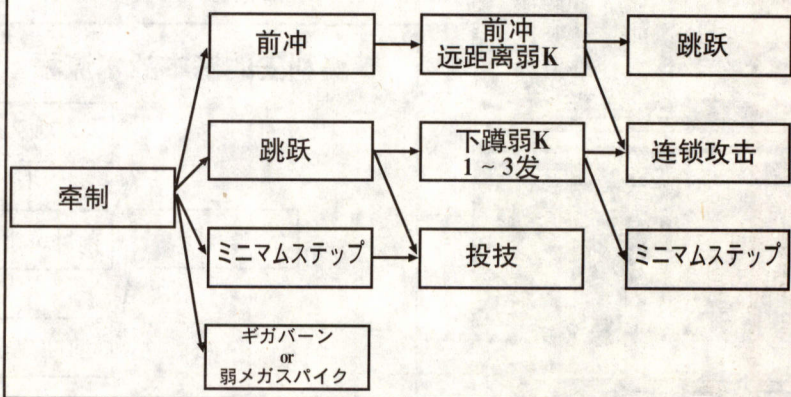 前冲
前冲
远距离弱K
跳跃
跳跃
下蹲弱K
1~3发
连锁攻击
牵制
ミニマムステップ
投技
ミニマムステップ
ギガバーン
or
弱メガスパイク